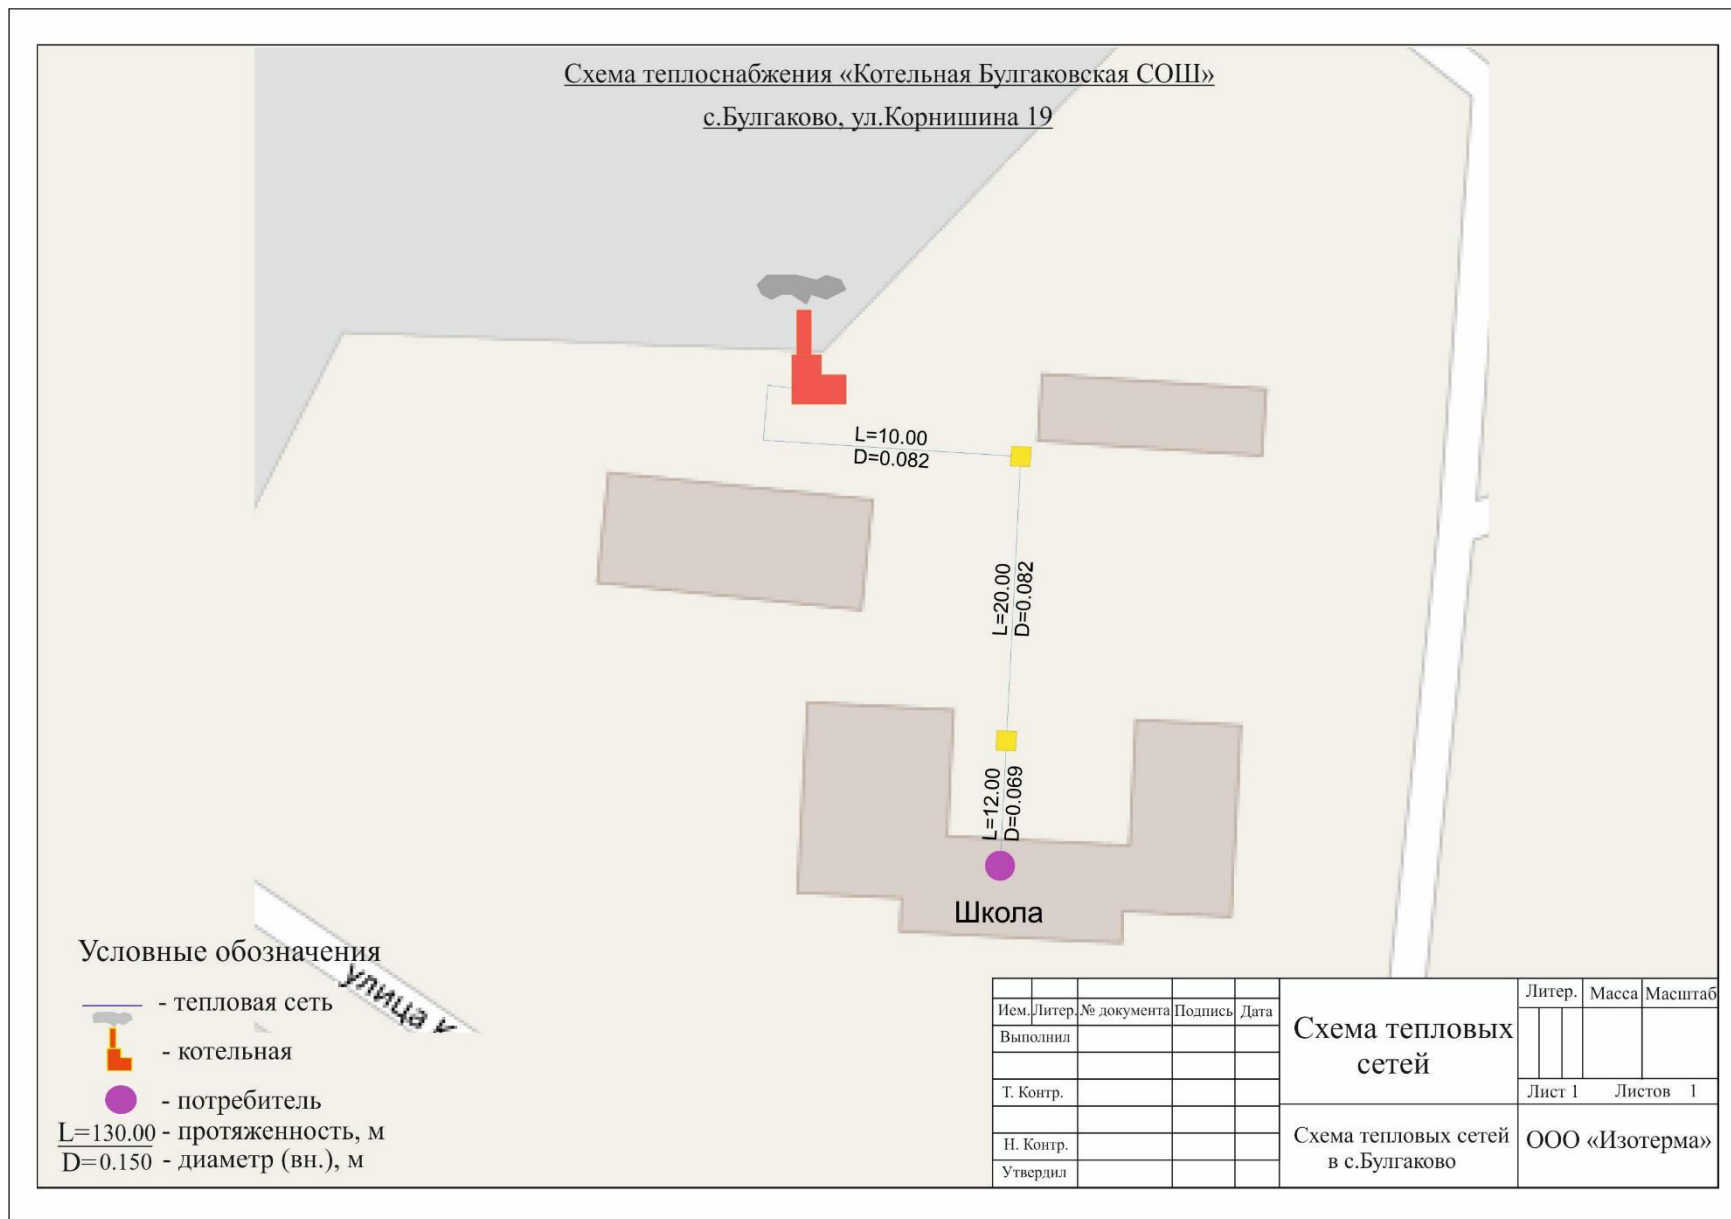 Схема теплоснабжения «Котельная Булгаковская СОШ»
с.Булгаково, ул.Корнишина 19
L=10.00
D=0.082
L=20.00
D=0.082
L=12.00
D=0.069
Школа
улица К
Условные обозначения
- тепловая сеть
- котельная
- потребитель
L=130.00 - протяженность, м
D=0.150 - диаметр (вн.), м
Ием. Литер. № документа Подпись Дата
Выполнил
Т. Контр.
Н. Контр.
Утвердил
Схема тепловых
сетей
Литер. Масса Масштаб
Лист 1 Листов 1
Схема тепловых сетей
в с.Булгаково
ООО «Изотерма»